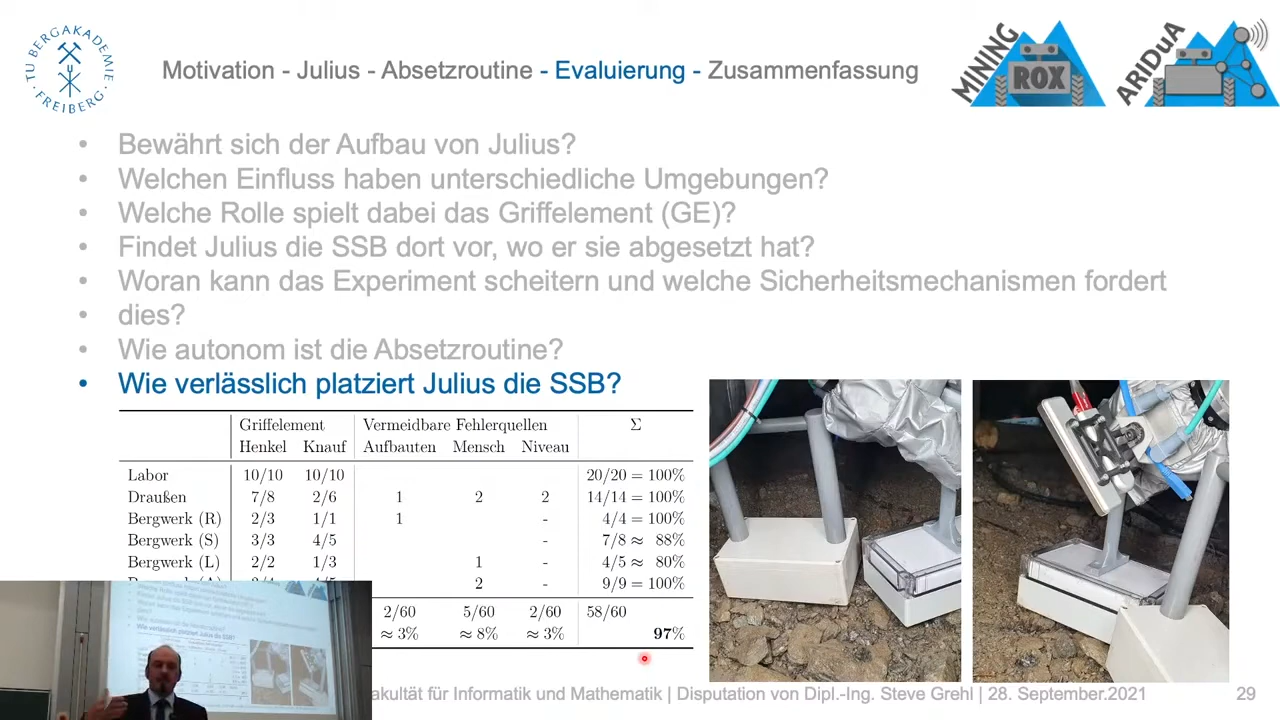 TU BERGAKADEMIE
FREIBERG
Motivation - Julius - Absetzroutine - Evaluierung - Zusammenfassung
MINING
ROX
ARIDuA
• Bewährt sich der Aufbau von Julius?
• Welchen Einfluss haben unterschiedliche Umgebungen?
• Welche Rolle spielt dabei das Griffelement (GE)?
• Findet Julius die SSB dort vor, wo er sie abgesetzt hat?
• Woran kann das Experiment scheitern und welche Sicherheitsmechanismen fordert
• dies?
• Wie autonom ist die Absetzroutine?
• Wie verlässlich platziert Julius die SSB?
Griffelement Vermeidbare Fehlerquellen Σ
Henkel Knauf Aufbauten Mensch Niveau
Labor 10/10 10/10 20/20 = 100%
Draußen 7/8 2/6 1 2 2 14/14 = 100%
Bergwerk (R) 2/3 1/1 1 - 4/4 = 100%
Bergwerk (S) 3/3 4/5 - 7/8 ≈ 88%
Bergwerk (L) 2/2 1/3 1 - 4/5 ≈ 80%
2 - 9/9 = 100%
2/60 5/60 2/60 58/60
≈ 3% ≈ 8% ≈ 3% 97%
Fakultät für Informatik und Mathematik | Disputation von Dipl.-Ing. Steve Grehl | 28. September.2021
29